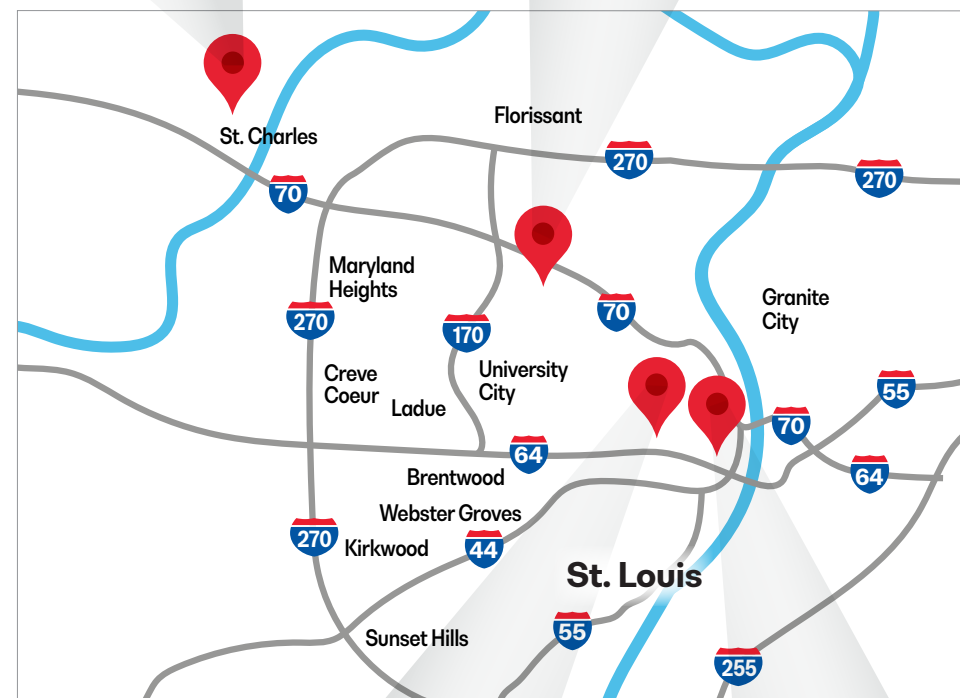 Florissant
St. Charles
270
270
70
Maryland
Heights
Granite
City
70
270
170
University
City
Creve
Coeur
55
Ladue
70
64
64
Brentwood
Webster Groves
270
Kirkwood
44
St. Louis
55
Sunset Hills
255